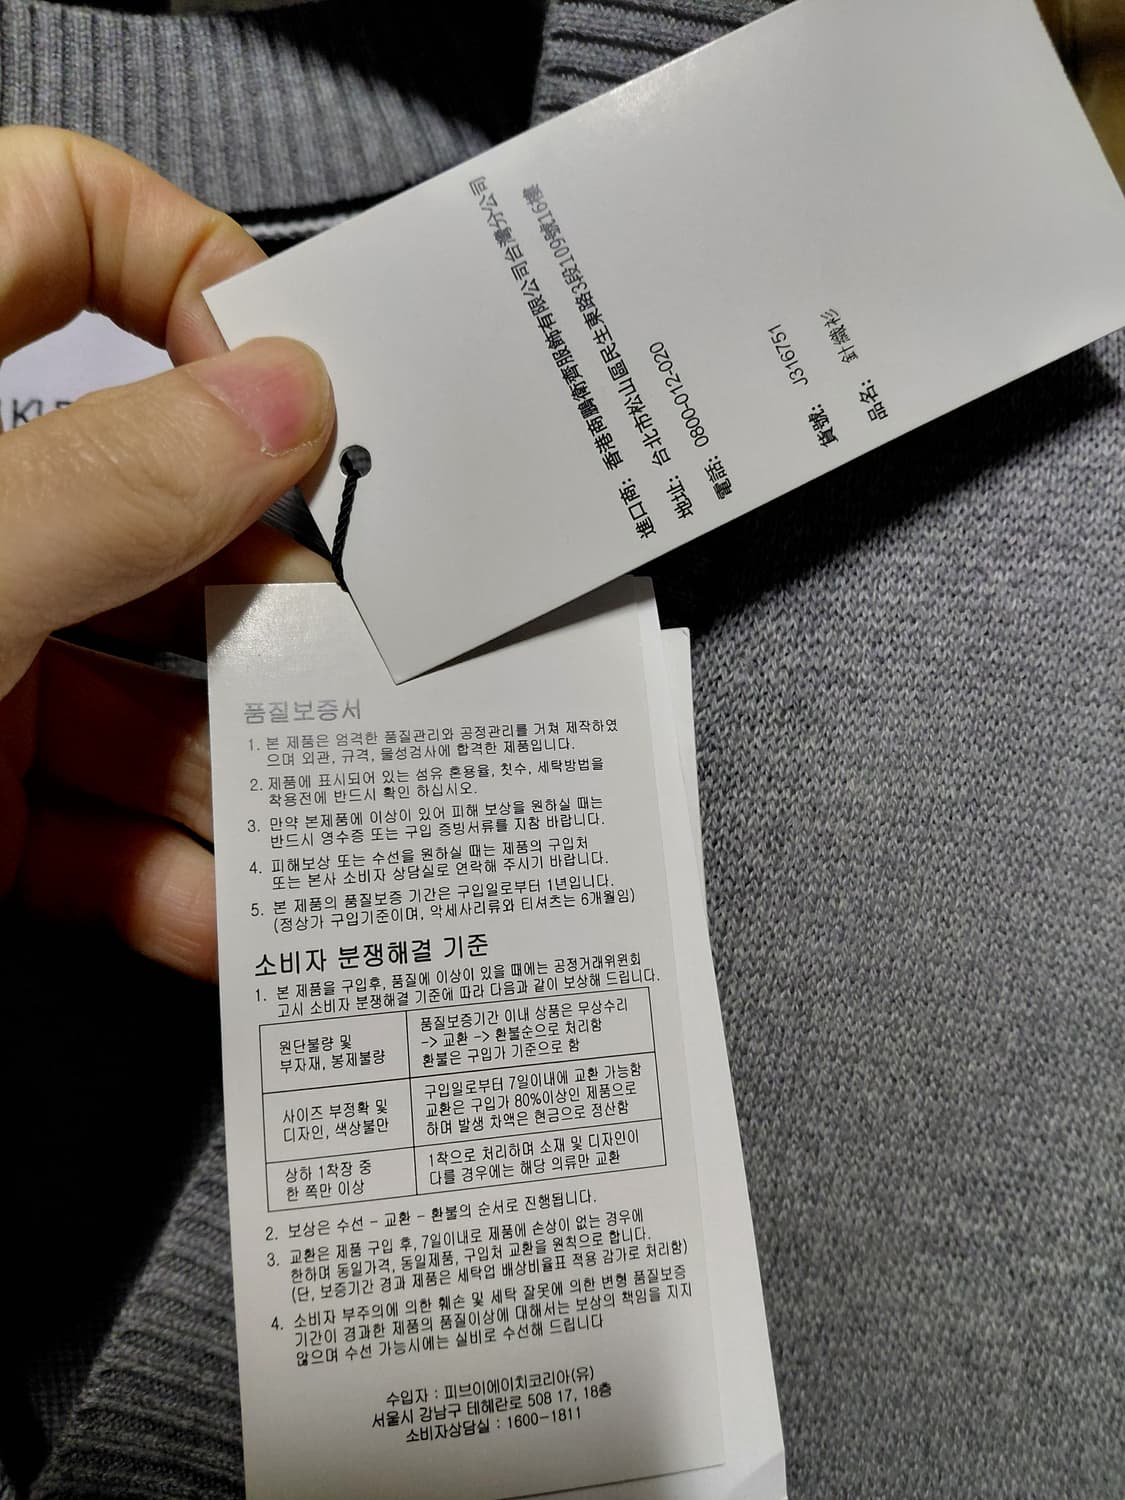 進口商: 香港商鵬衛齊服飾有限公司台灣分公司
地址: 台北市松山區民生東路3段109號16樓
電話: 0800-012-020
貨號: J316751
品名: 針織衫
품질보증서
1. 본 제품은 엄격한 품질관리와 공정관리를 거쳐 제작하였
으며 외관, 규격, 물성검사에 합격한 제품입니다.
2. 제품에 표시되어 있는 섬유 혼용율, 칫수, 세탁방법을
착용전에 반드시 확인 하십시오.
3. 만약 본제품에 이상이 있어 피해 보상을 원하실 때는
반드시 영수증 또는 구입 증빙서류를 지참 바랍니다.
4. 피해보상 또는 수선을 원하실 때는 제품의 구입처
또는 본사 소비자 상담실로 연락해 주시기 바랍니다.
5. 본 제품의 품질보증 기간은 구입일로부터 1년입니다.
(정상가 구입기준이며, 악세사리류와 티셔츠는 6개월임)
소비자 분쟁해결 기준
1. 본 제품을 구입후, 품질에 이상이 있을 때에는 공정거래위원회
고시 소비자 분쟁해결 기준에 따라 다음과 같이 보상해 드립니다.
원단불량 및
부자재, 봉제불량
품질보증기간 이내 상품은 무상수리
-> 교환 -> 환불순으로 처리함
환불은 구입가 기준으로 함
사이즈 부정확 및
디자인, 색상불만
구입일로부터 7일이내에 교환 가능함
교환은 구입가 80%이상인 제품으로
하며 발생 차액은 현금으로 정산함
상하 1착장 중
한 쪽만 이상
1착으로 처리하며 소재 및 디자인이
다를 경우에는 해당 의류만 교환
2. 보상은 수선 - 교환 - 환불의 순서로 진행됩니다.
3. 교환은 제품 구입 후, 7일이내로 제품에 손상이 없는 경우에
한하며 동일가격, 동일제품, 구입처 교환을 원칙으로 합니다.
(단, 보증기간 경과 제품은 세탁업 배상비율표 적용 감가로 처리함)
4. 소비자 부주의에 의한 훼손 및 세탁 잘못에 의한 변형 품질보증
기간이 경과한 제품의 품질이상에 대해서는 보상의 책임을 지지
않으며 수선 가능시에는 실비로 수선해 드립니다
수입자 : 피브이에이치코리아(유)
서울시 강남구 테헤란로 508 17, 18층
소비자상담실 : 1600-1811